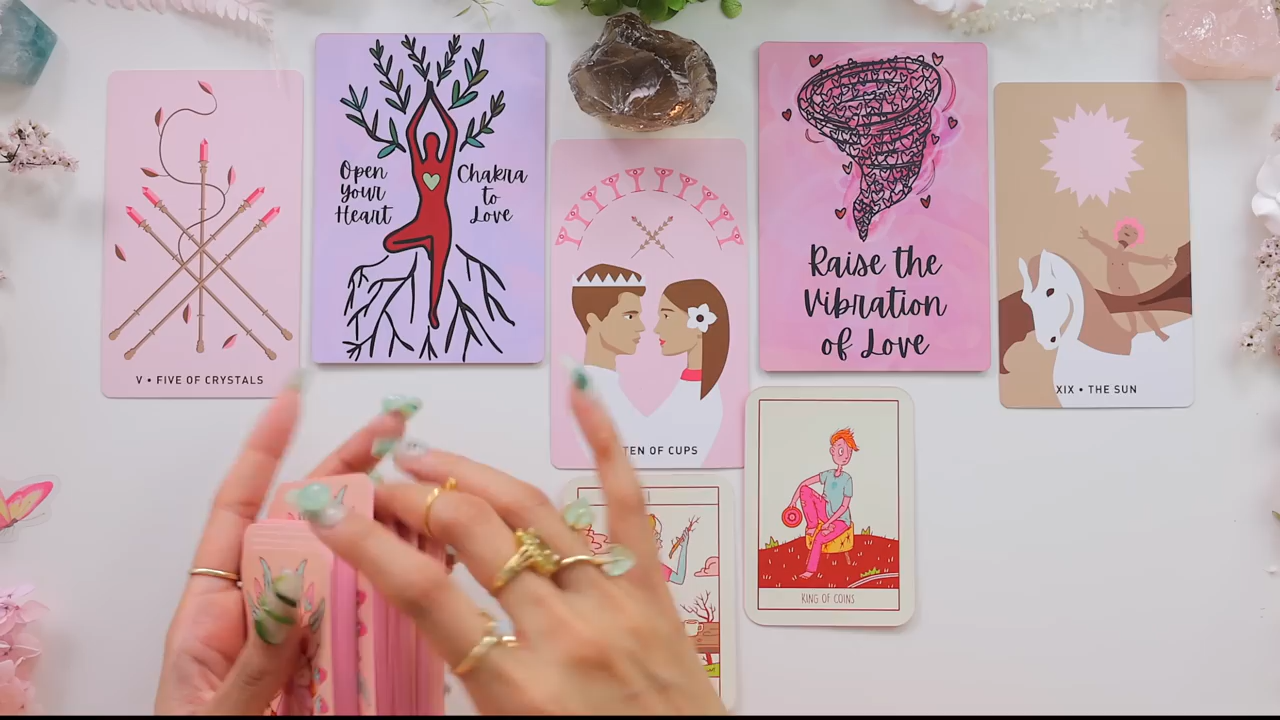 V • FIVE OF CRYSTALS
Open
Your
Heart
Chakra
to
Love
TEN OF CUPS
Raise the
Vibration
of Love
XIX • THE SUN
KING OF COINS